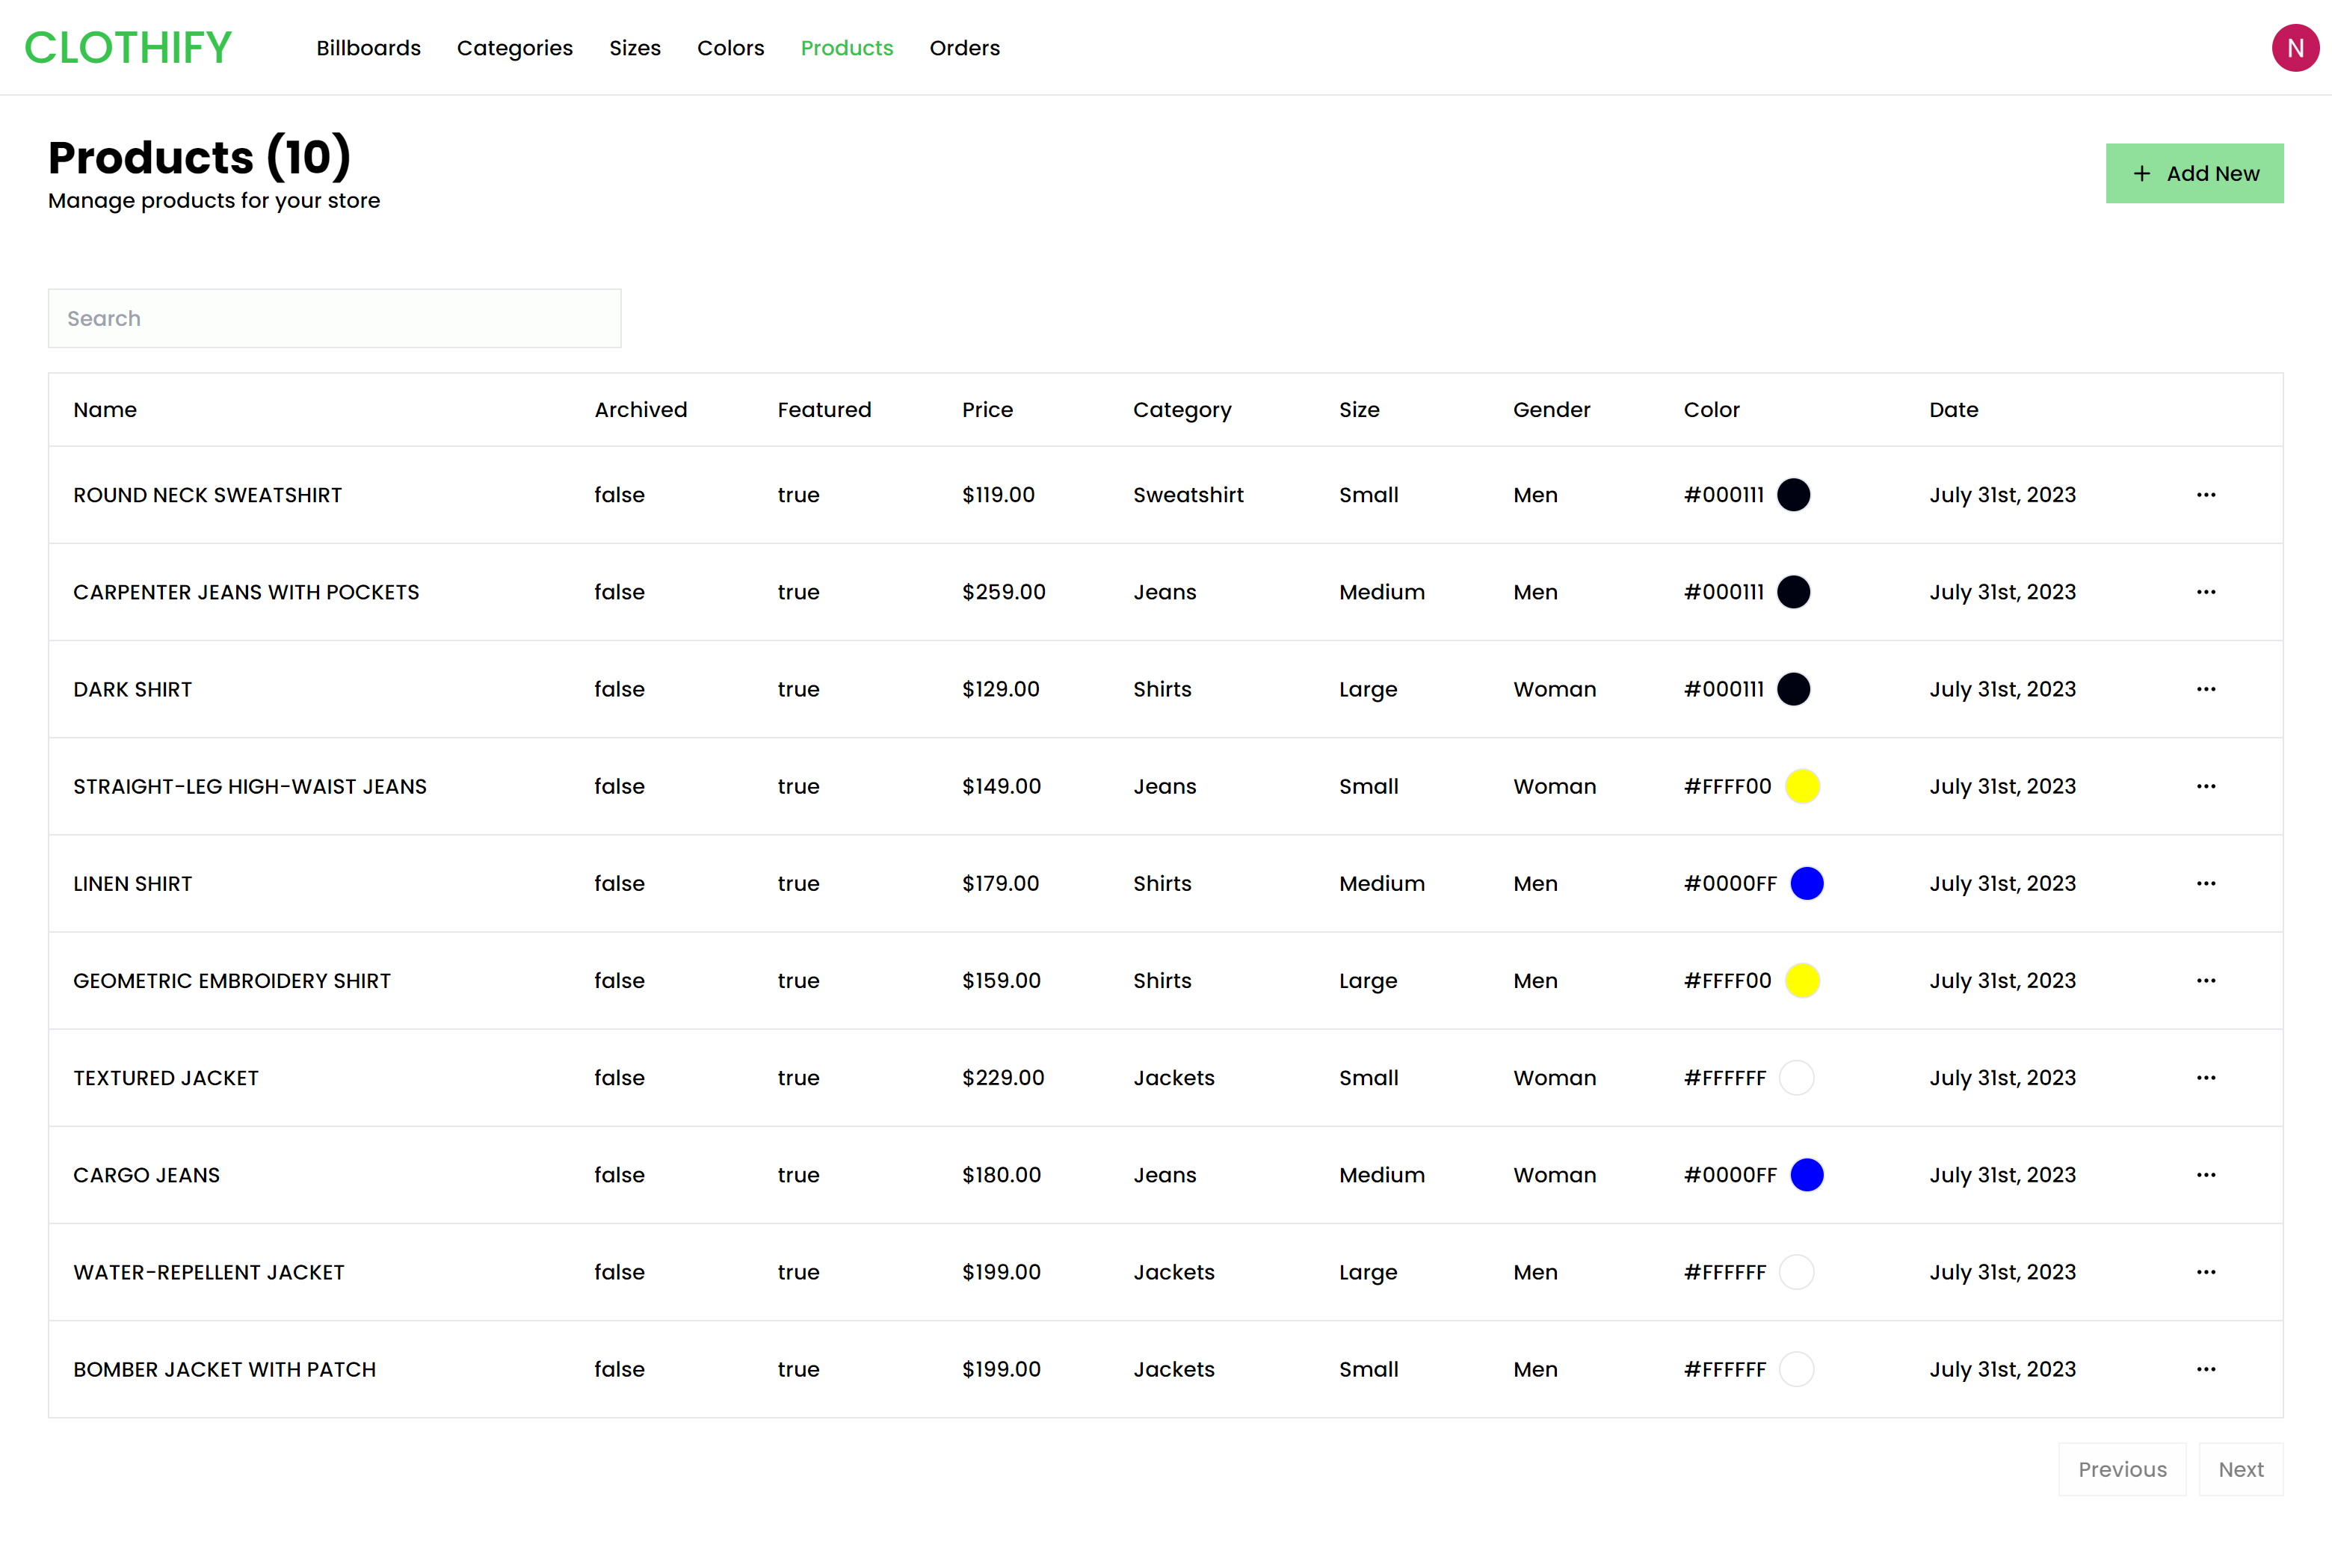 CLOTHIFY Billboards Categories Sizes Colors Products Orders N
Products (10)
Manage products for your store
+ Add New
Search
Name Archived Featured Price Category Size Gender Color Date
ROUND NECK SWEATSHIRT false true $119.00 Sweatshirt Small Men #000111 July 31st, 2023 ...
CARPENTER JEANS WITH POCKETS false true $259.00 Jeans Medium Men #000111 July 31st, 2023 ...
DARK SHIRT false true $129.00 Shirts Large Woman #000111 July 31st, 2023 ...
STRAIGHT-LEG HIGH-WAIST JEANS false true $149.00 Jeans Small Woman #FFFF00 July 31st, 2023 ...
LINEN SHIRT false true $179.00 Shirts Medium Men #0000FF July 31st, 2023 ...
GEOMETRIC EMBROIDERY SHIRT false true $159.00 Shirts Large Men #FFFF00 July 31st, 2023 ...
TEXTURED JACKET false true $229.00 Jackets Small Woman #FFFFFF July 31st, 2023 ...
CARGO JEANS false true $180.00 Jeans Medium Woman #0000FF July 31st, 2023 ...
WATER-REPELLENT JACKET false true $199.00 Jackets Large Men #FFFFFF July 31st, 2023 ...
BOMBER JACKET WITH PATCH false true $199.00 Jackets Small Men #FFFFFF July 31st, 2023 ...
Previous Next